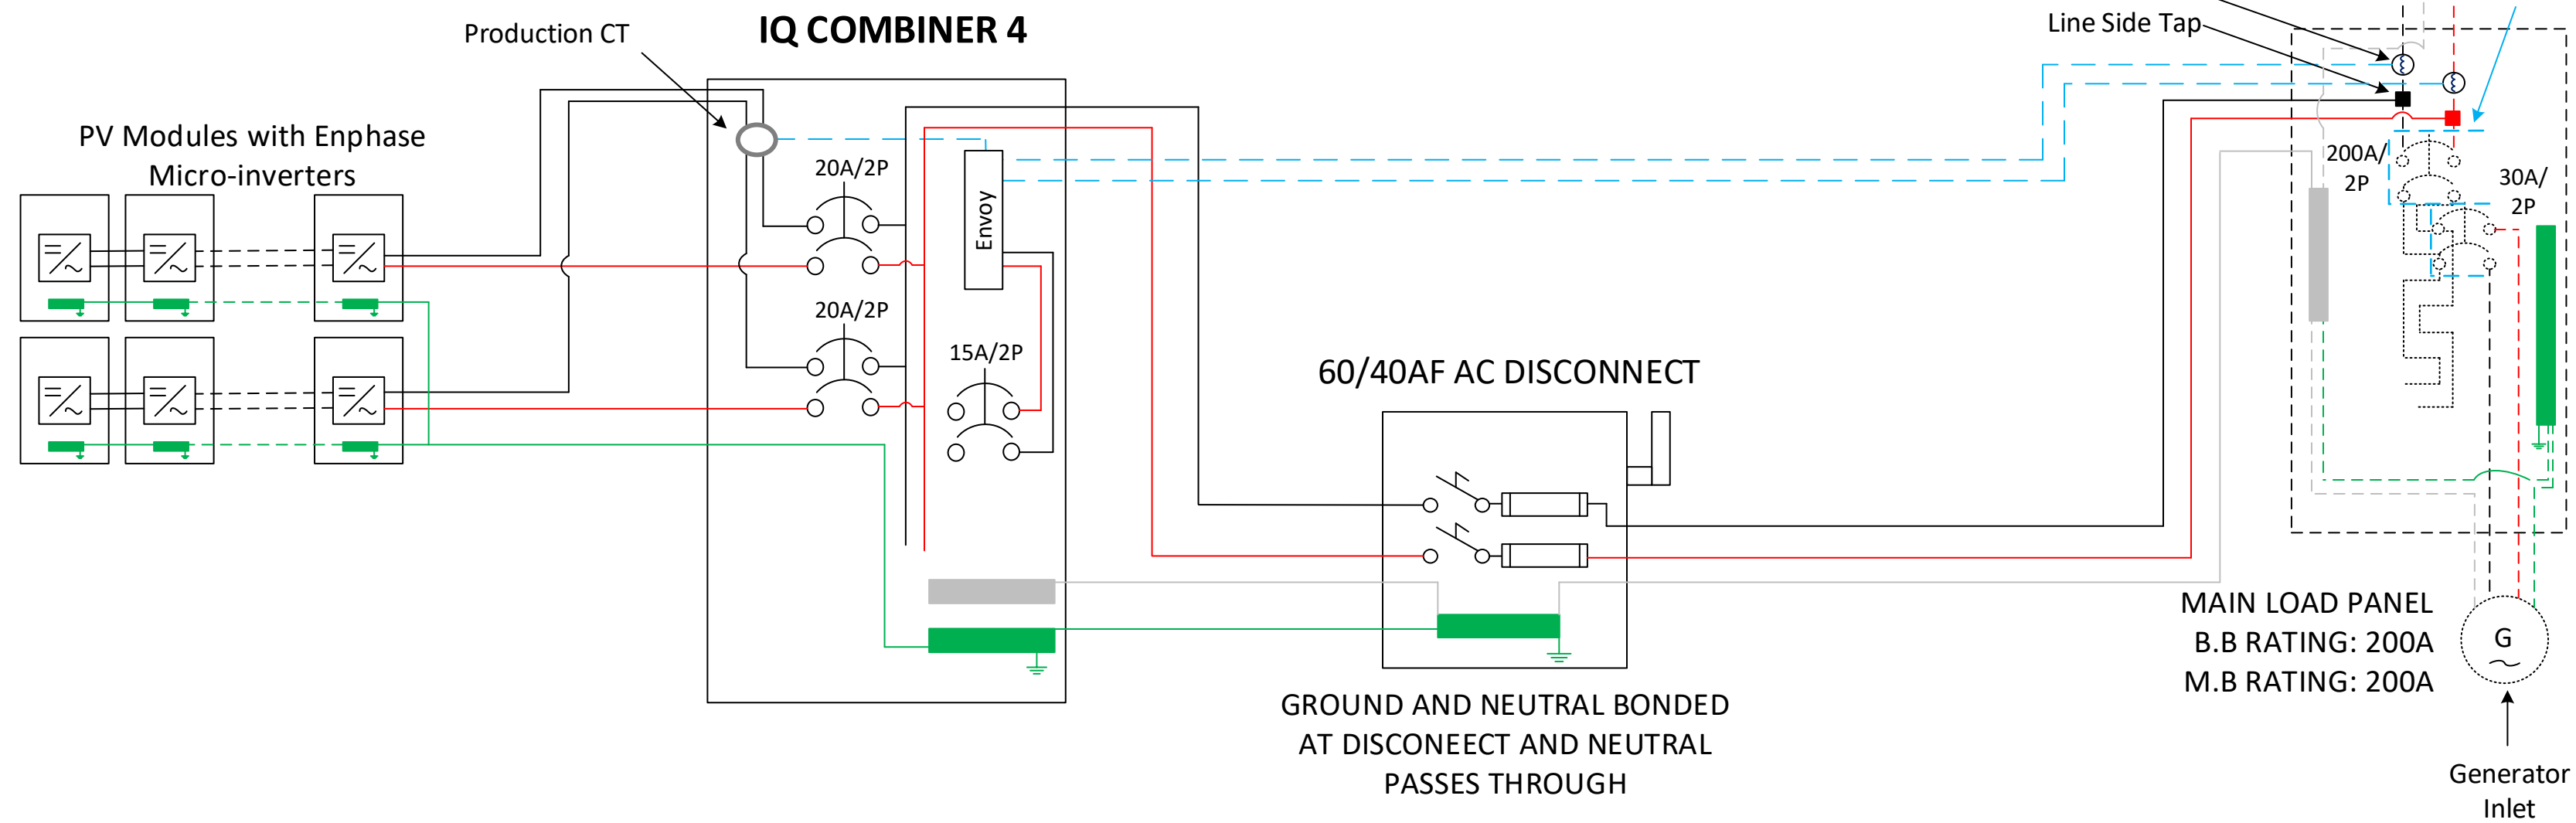 Production CT
IQ COMBINER 4
Line Side Tap
PV Modules with Enphase
Micro-inverters
20A/2P
Envoy
20A/2P
15A/2P
60/40AF AC DISCONNECT
GROUND AND NEUTRAL BONDED
AT DISCONEECT AND NEUTRAL
PASSES THROUGH
200A/
2P
30A/
2P
MAIN LOAD PANEL
B.B RATING: 200A
M.B RATING: 200A
G
Generator
Inlet